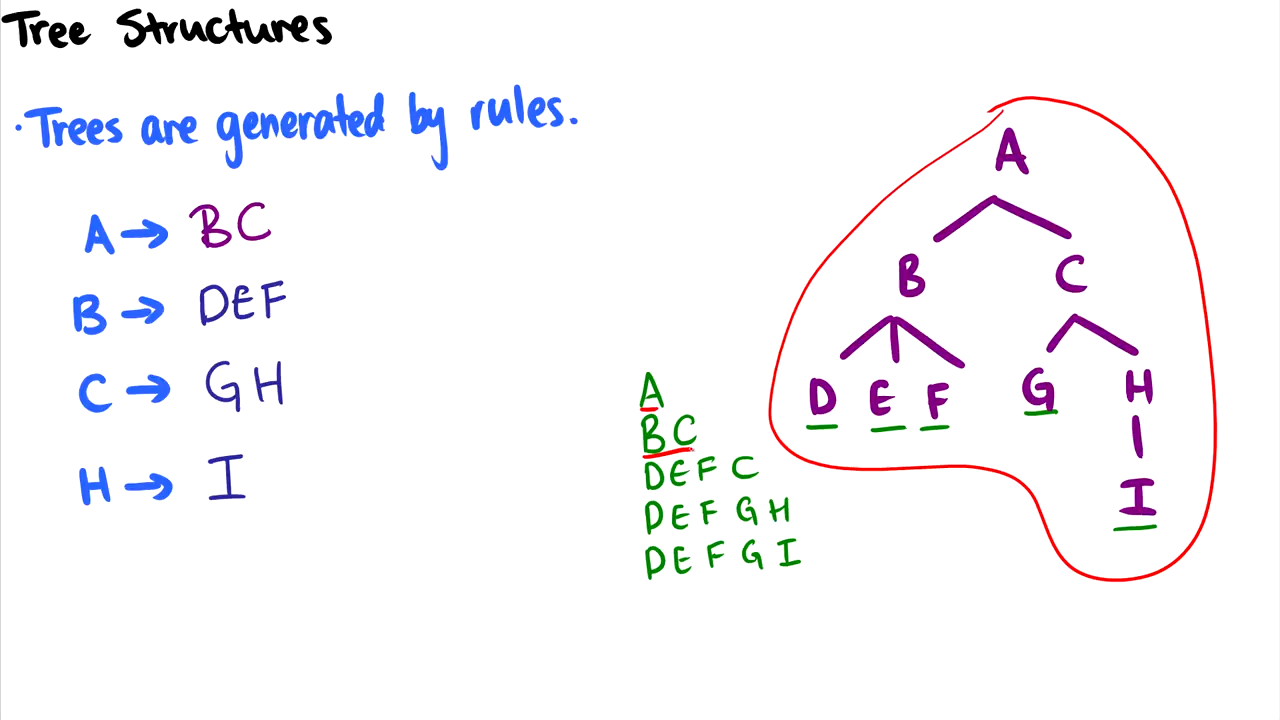 Tree Structures
· Trees are generated by rules.
A → BC
B → DEF
C → GH
H → I
A
BC
DEFC
DEFGH
DEFGI
A
B C
D E F G H
I